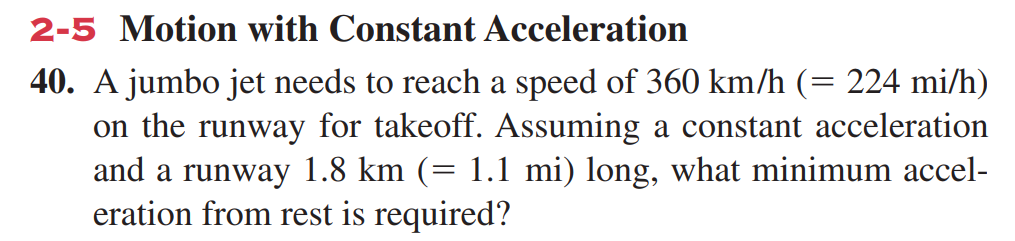 2-5 Motion with Constant Acceleration
40. A jumbo jet needs to reach a speed of 360 km/h (= 224 mi/h)
on the runway for takeoff. Assuming a constant acceleration
and a runway 1.8 km (= 1.1 mi) long, what minimum accel-
eration from rest is required?